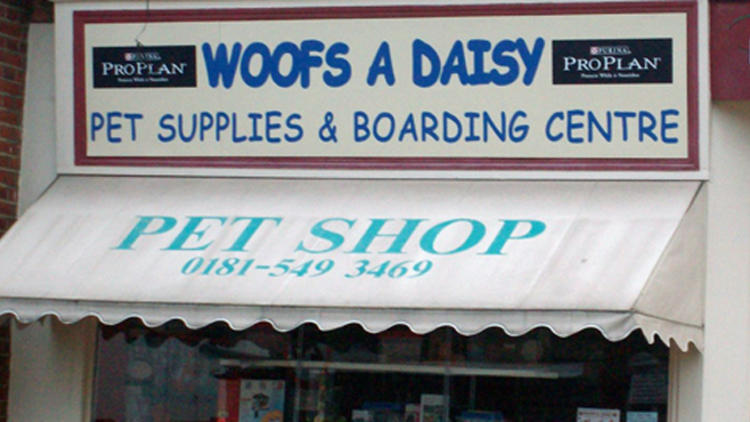 PURINA
PROPLAN
WOOFS A DAISY
PURINA
PROPLAN
PET SUPPLIES & BOARDING CENTRE
PET SHOP
0181-549 3469